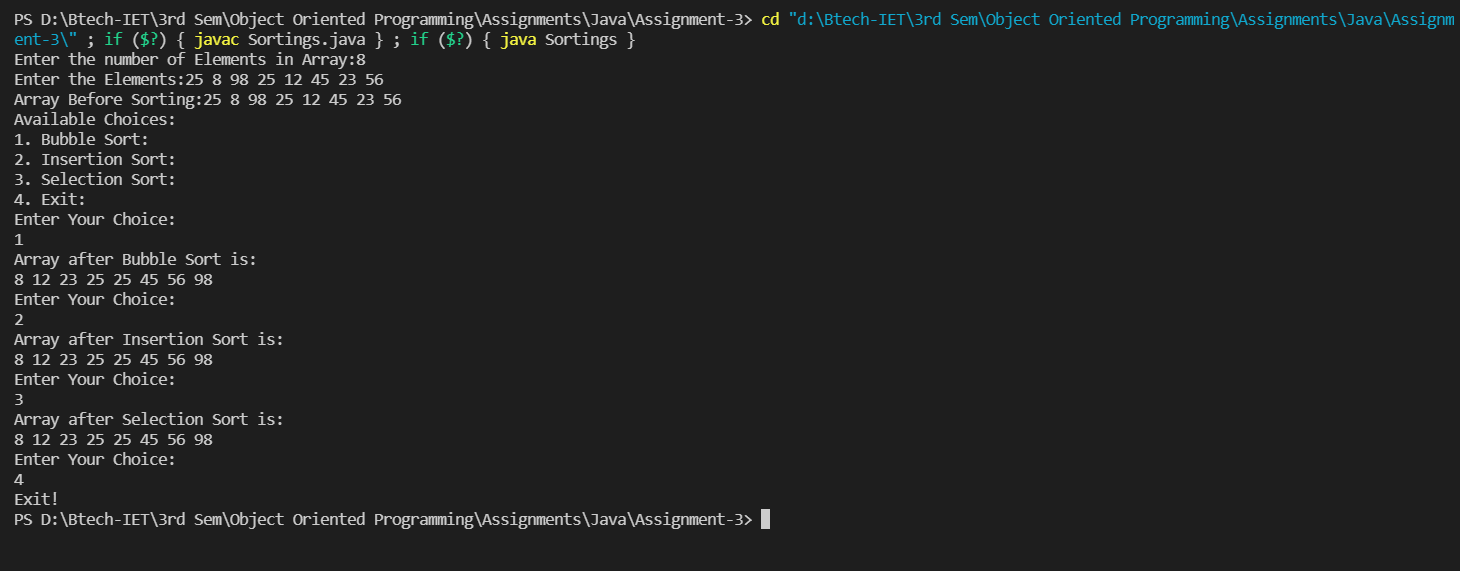 PS D:\Btech-IET\3rd Sem\Object Oriented Programming\Assignments\Java\Assignment-3> cd "d:\Btech-IET\3rd Sem\Object Oriented Programming\Assignments\Java\Assignm
ent-3\" ; if ($?) { javac Sortings.java } ; if ($?) { java Sortings }
Enter the number of Elements in Array:8
Enter the Elements:25 8 98 25 12 45 23 56
Array Before Sorting:25 8 98 25 12 45 23 56
Available Choices:
1. Bubble Sort:
2. Insertion Sort:
3. Selection Sort:
4. Exit:
Enter Your Choice:
1
Array after Bubble Sort is:
8 12 23 25 25 45 56 98
Enter Your Choice:
2
Array after Insertion Sort is:
8 12 23 25 25 45 56 98
Enter Your Choice:
3
Array after Selection Sort is:
8 12 23 25 25 45 56 98
Enter Your Choice:
4
Exit!
PS D:\Btech-IET\3rd Sem\Object Oriented Programming\Assignments\Java\Assignment-3>